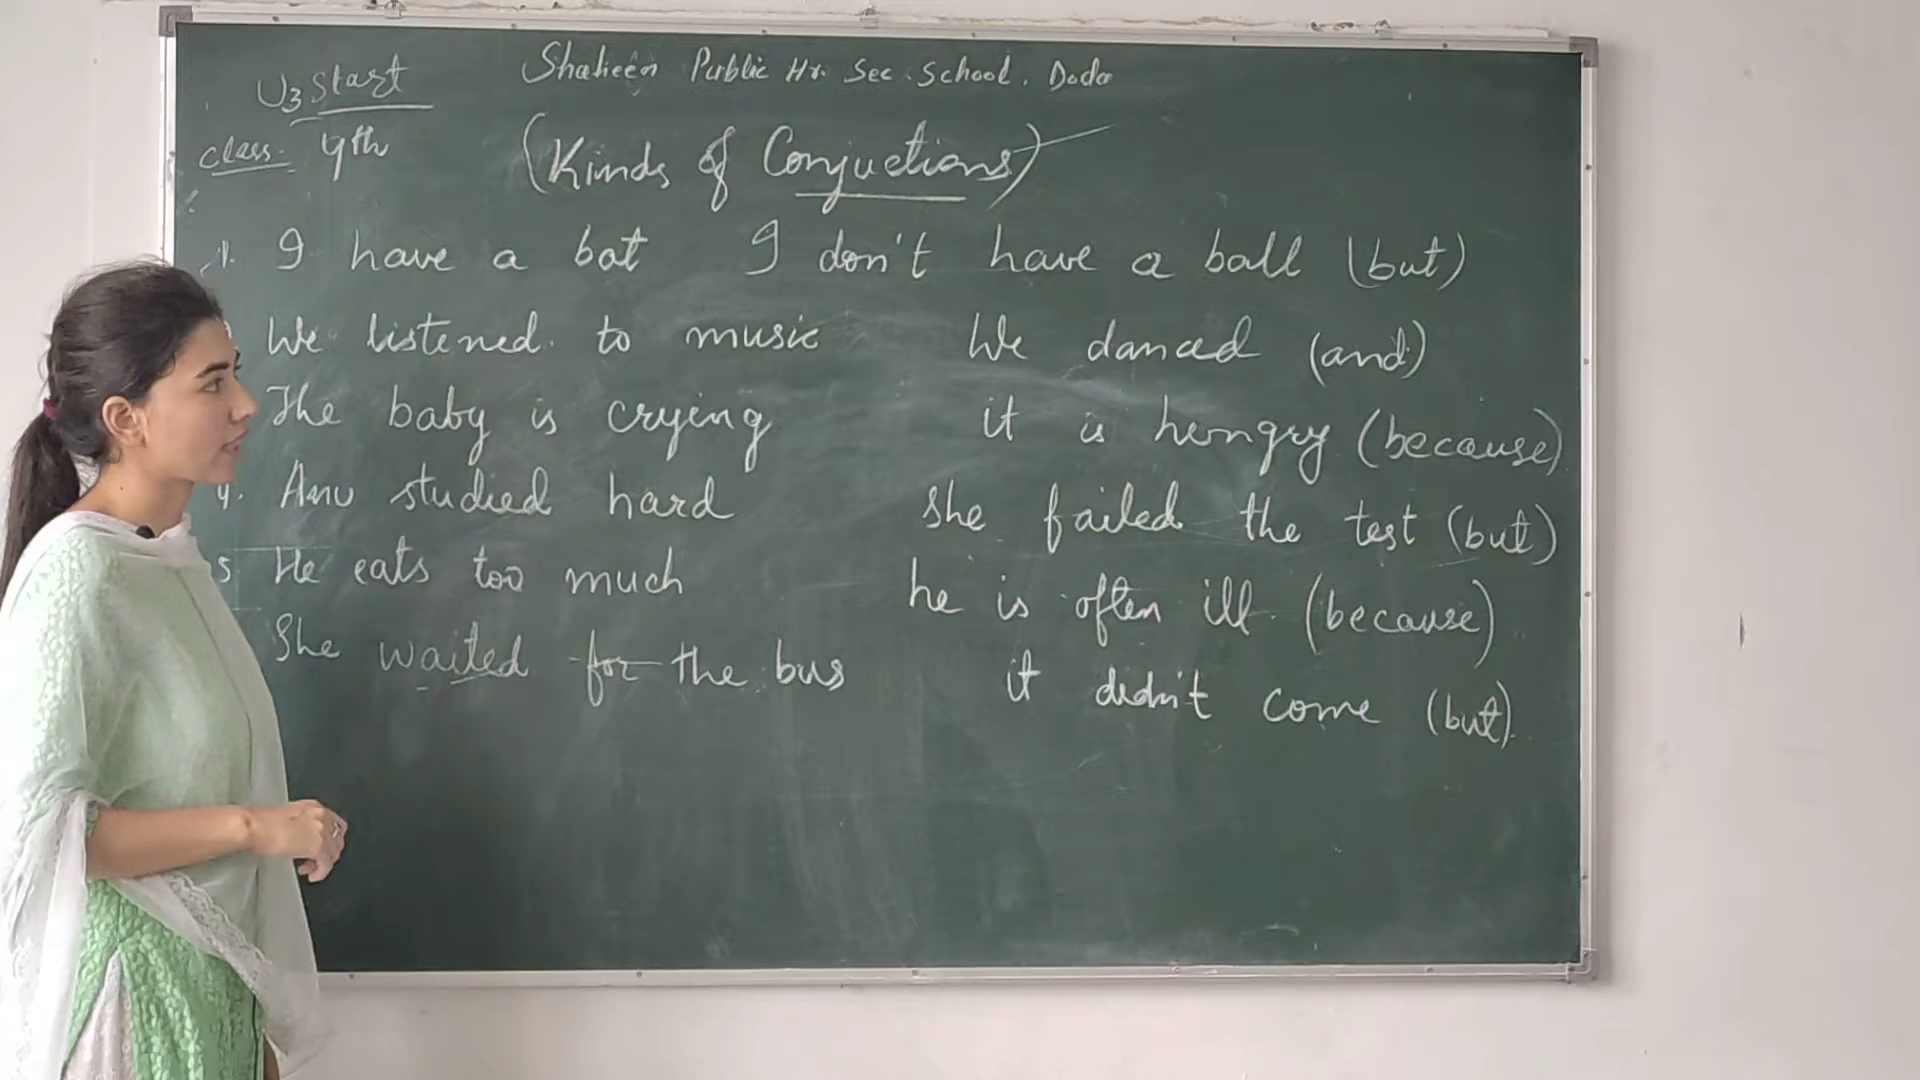 U3 Start
Shaheen Public Hr. Sec. School. Doda
Class- 4th
(Kinds of Conjuctions)
1. I have a bat I don't have a ball (but)
We listened to music We danced (and)
The baby is crying it is hungry (because)
4. Anu studied hard she failed the test (but)
5 He eats too much he is often ill. (because)
She waited for the bus it didn't come (but).